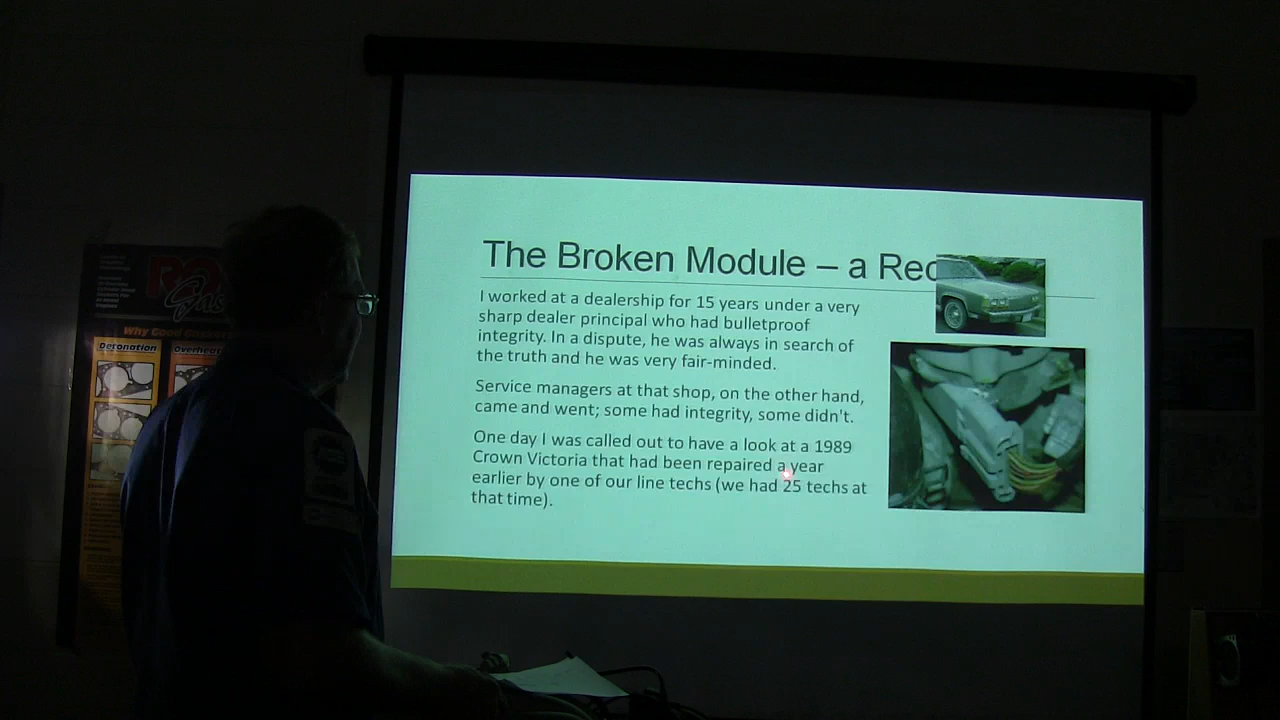 The Broken Module – a Rec
I worked at a dealership for 15 years under a very
sharp dealer principal who had bulletproof
integrity. In a dispute, he was always in search of
the truth and he was very fair-minded.
Service managers at that shop, on the other hand,
came and went; some had integrity, some didn't.
One day I was called out to have a look at a 1989
Crown Victoria that had been repaired a year
earlier by one of our line techs (we had 25 techs at
that time).
Why Good Gaskets
Detonation
Overheat